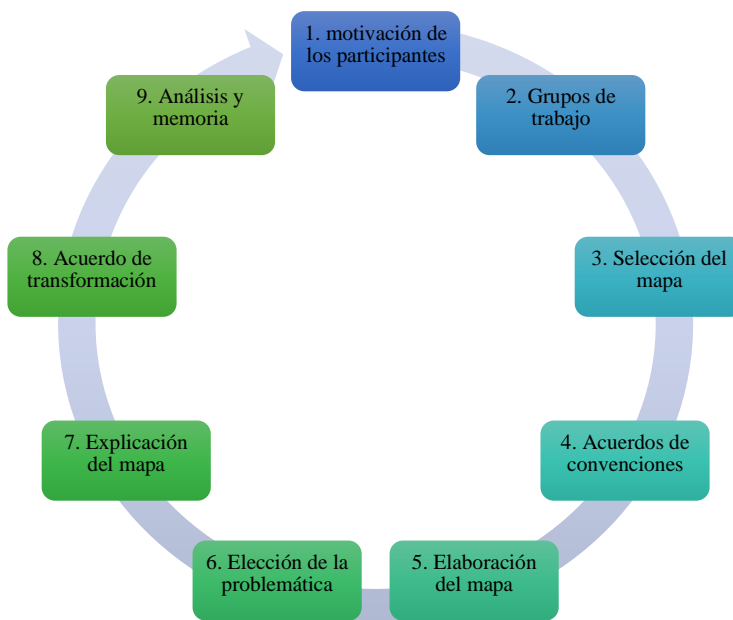 1. motivación de
los participantes
2. Grupos de
trabajo
3. Selección del
mapa
4. Acuerdos de
convenciones
5. Elaboración
del mapa
6. Elección de la
problemática
7. Explicación
del mapa
8. Acuerdo de
transformación
9. Análisis y
memoria